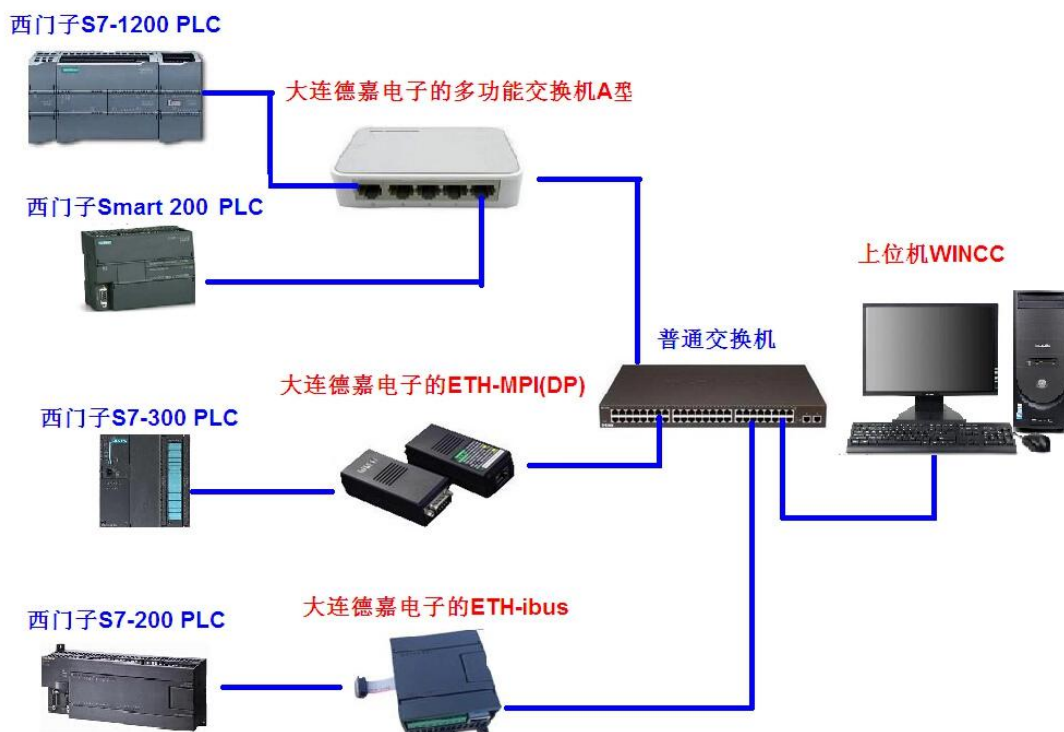 西门子S7-1200 PLC
大连德嘉电子的多功能交换机A型
西门子Smart 200 PLC
上位机WINCC
普通交换机
大连德嘉电子的ETH-MPI(DP)
西门子S7-300 PLC
大连德嘉电子的ETH-ibus
西门子S7-200 PLC